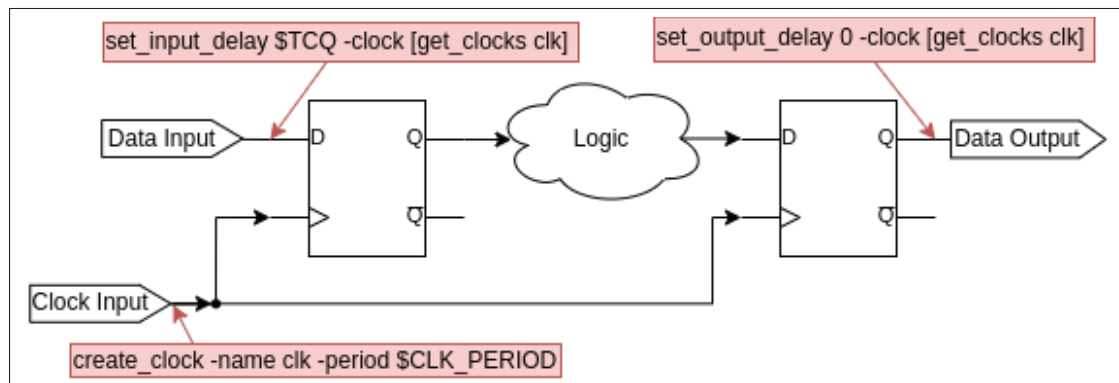 set_input_delay $TCQ -clock [get_clocks clk]
set_output_delay 0 -clock [get_clocks clk]
Data Input
D
Q
Logic
D
Q
Data Output
Q̅
Q̅
Clock Input
create_clock -name clk -period $CLK_PERIOD